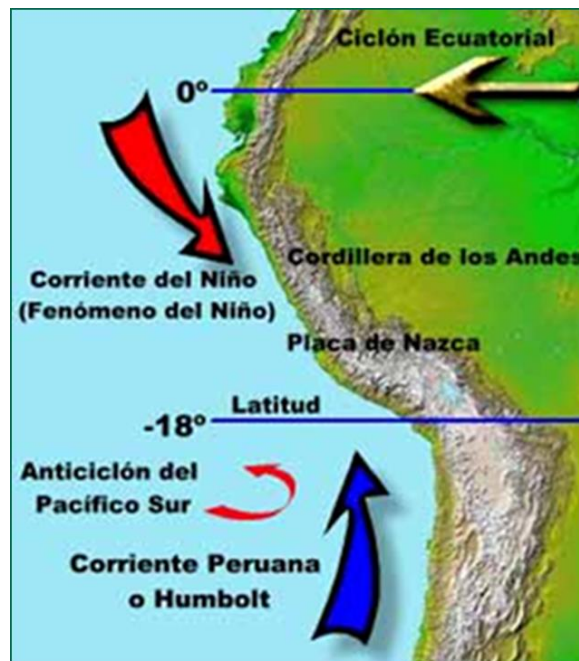 Ciclón Ecuatorial
0º
Corriente del Niño
(Fenómeno del Niño)
Cordillera de los Andes
Placa de Nazca
Latitud
-18º
Anticiclón del
Pacífico Sur
Corriente Peruana
o Humbolt